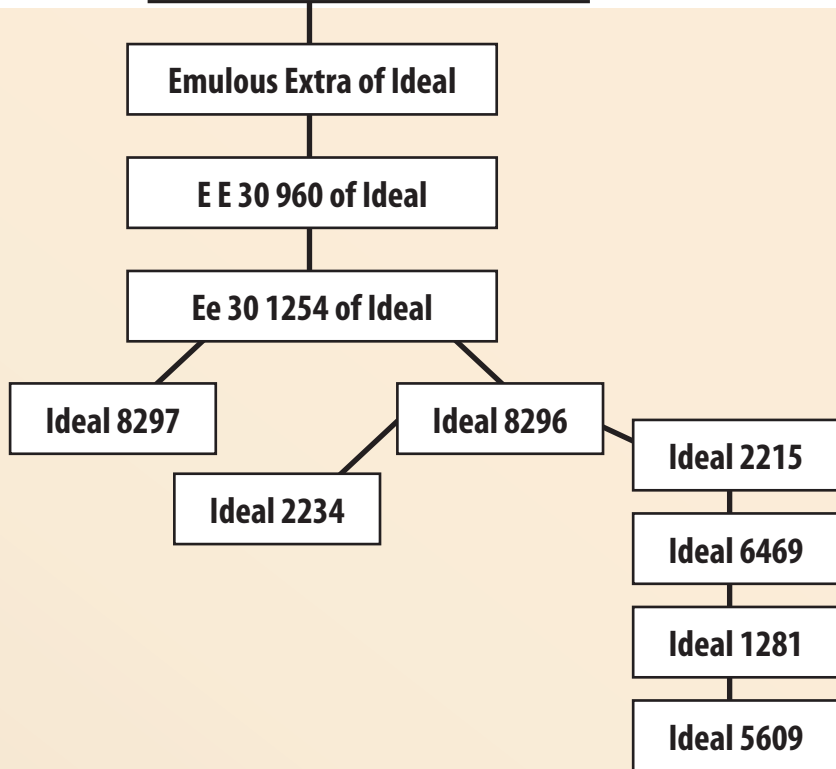 Emulous Extra of Ideal
E E 30 960 of Ideal
Ee 30 1254 of Ideal
Ideal 8297
Ideal 8296
Ideal 2215
Ideal 2234
Ideal 6469
Ideal 1281
Ideal 5609